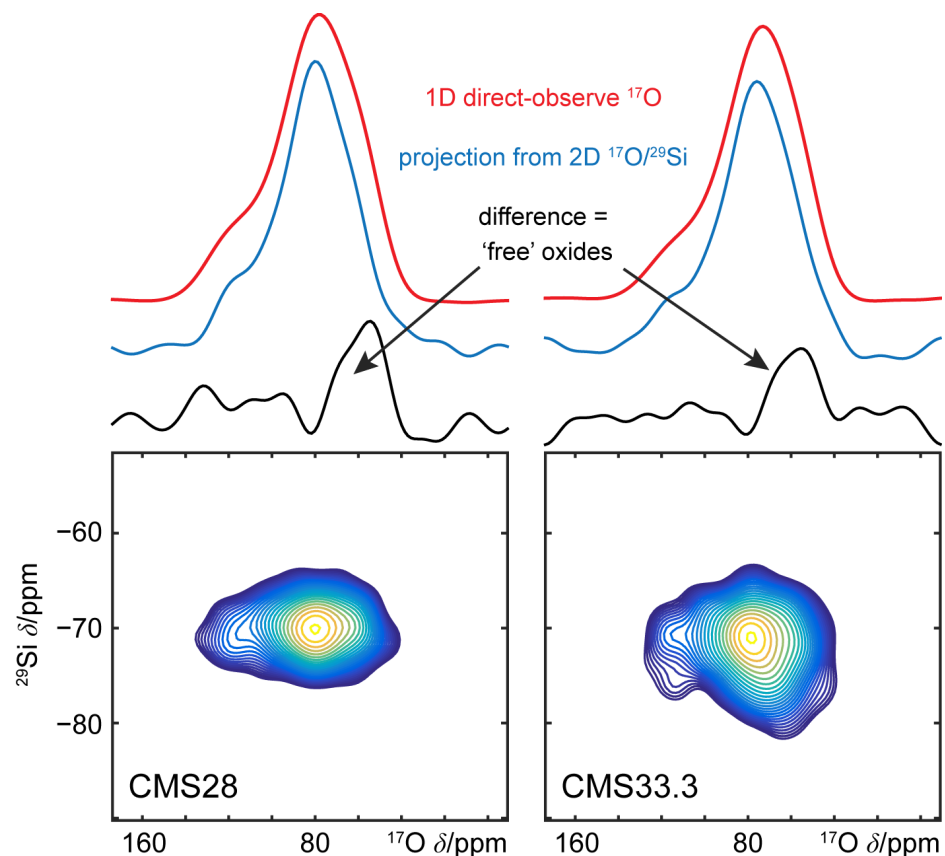 1D direct-observe ¹⁷O
projection from 2D ¹⁷O/²⁹Si
difference =
‘free’ oxides
²⁹Si δ/ppm
−60
−70
−80
CMS28
CMS33.3
160 80 ¹⁷O δ/ppm
160 80 ¹⁷O δ/ppm